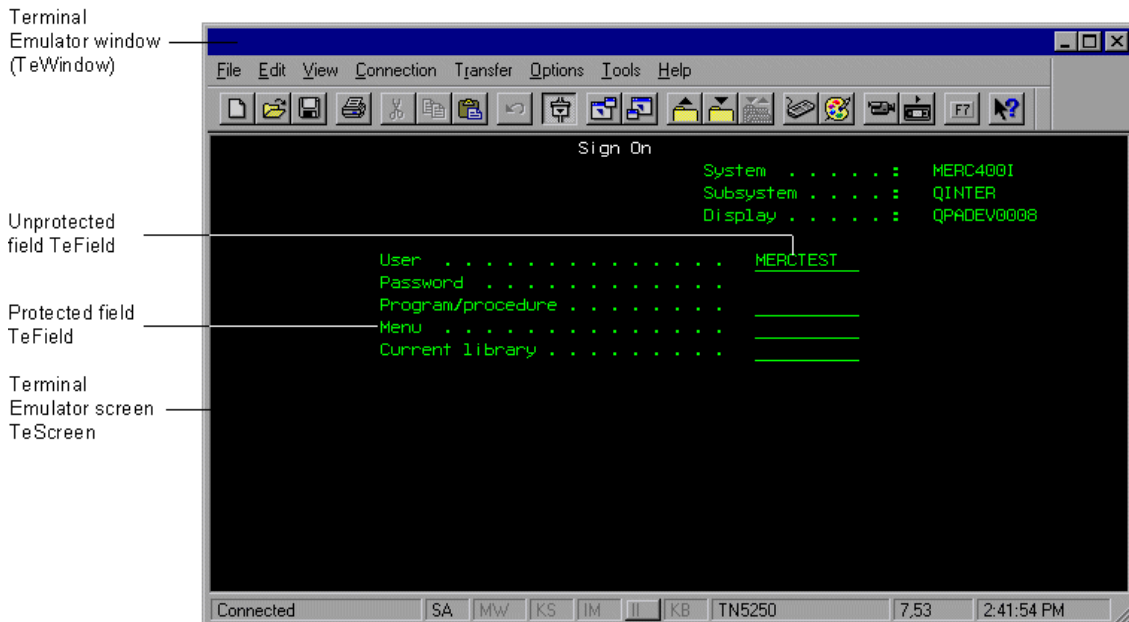 Terminal
Emulator window
(TeWindow)
File Edit View Connection Transfer Options Tools Help
F7
Sign On
System . . . . . : MERC400I
Subsystem . . . . : QINTER
Display . . . . . : QPADEV0008
Unprotected
field TeField
User . . . . . . . . . . . . . . MERCTEST
Password . . . . . . . . . . . .
Program/procedure . . . . . . . .
Protected field
TeField
Menu . . . . . . . . . . . . . .
Current library . . . . . . . . .
Terminal
Emulator screen
TeScreen
Connected SA MW KS IM II KB TN5250 7,53 2:41:54 PM